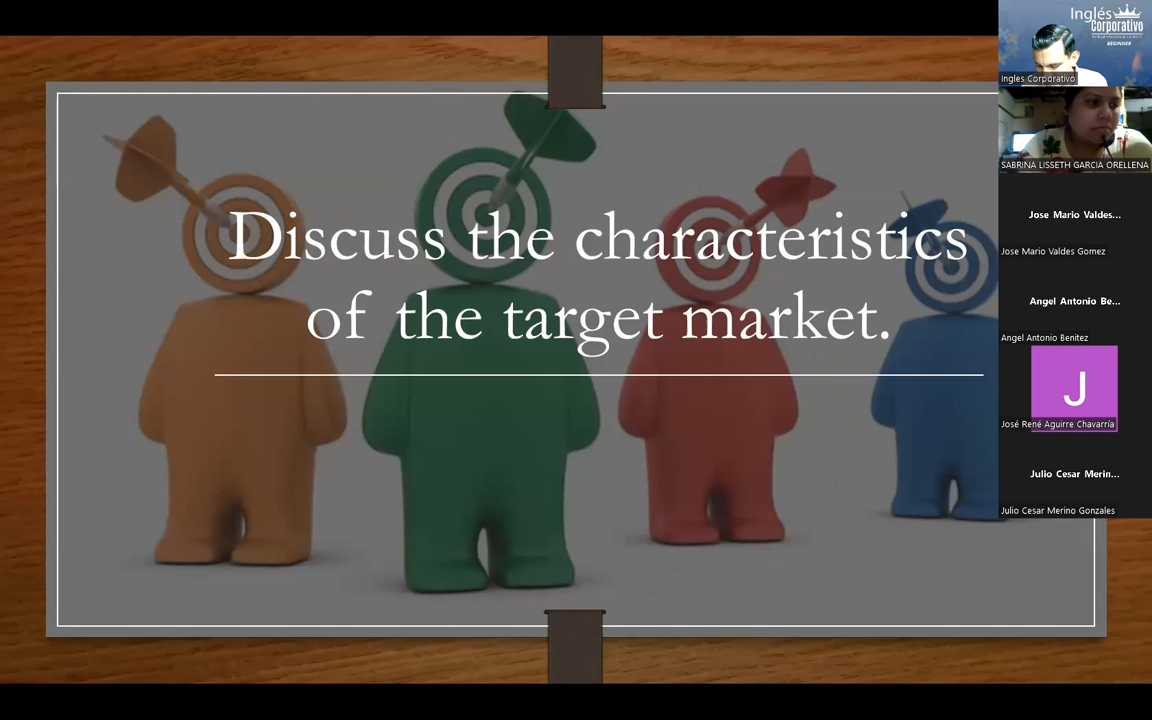 Discuss the characteristics
of the target market.
Inglés
Corporativo
BEGINNER
Ingles Corporativo
SABRINA LISSETH GARCIA ORELLENA
Jose Mario Valdes...
Jose Mario Valdes Gomez
Angel Antonio Be...
Angel Antonio Benitez
J
José René Aguirre Chavarría
Julio Cesar Merin...
Julio Cesar Merino Gonzales